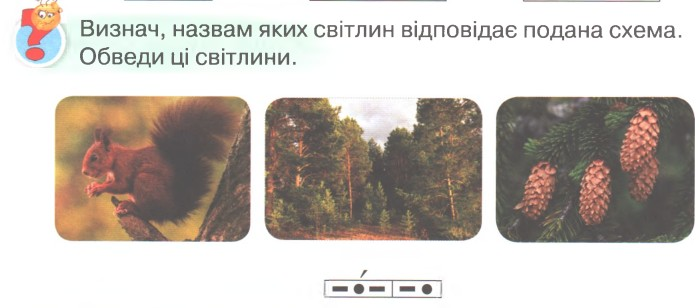 Визнач, назвам яких світлин відповідає подана схема.
Обведи ці світлини.